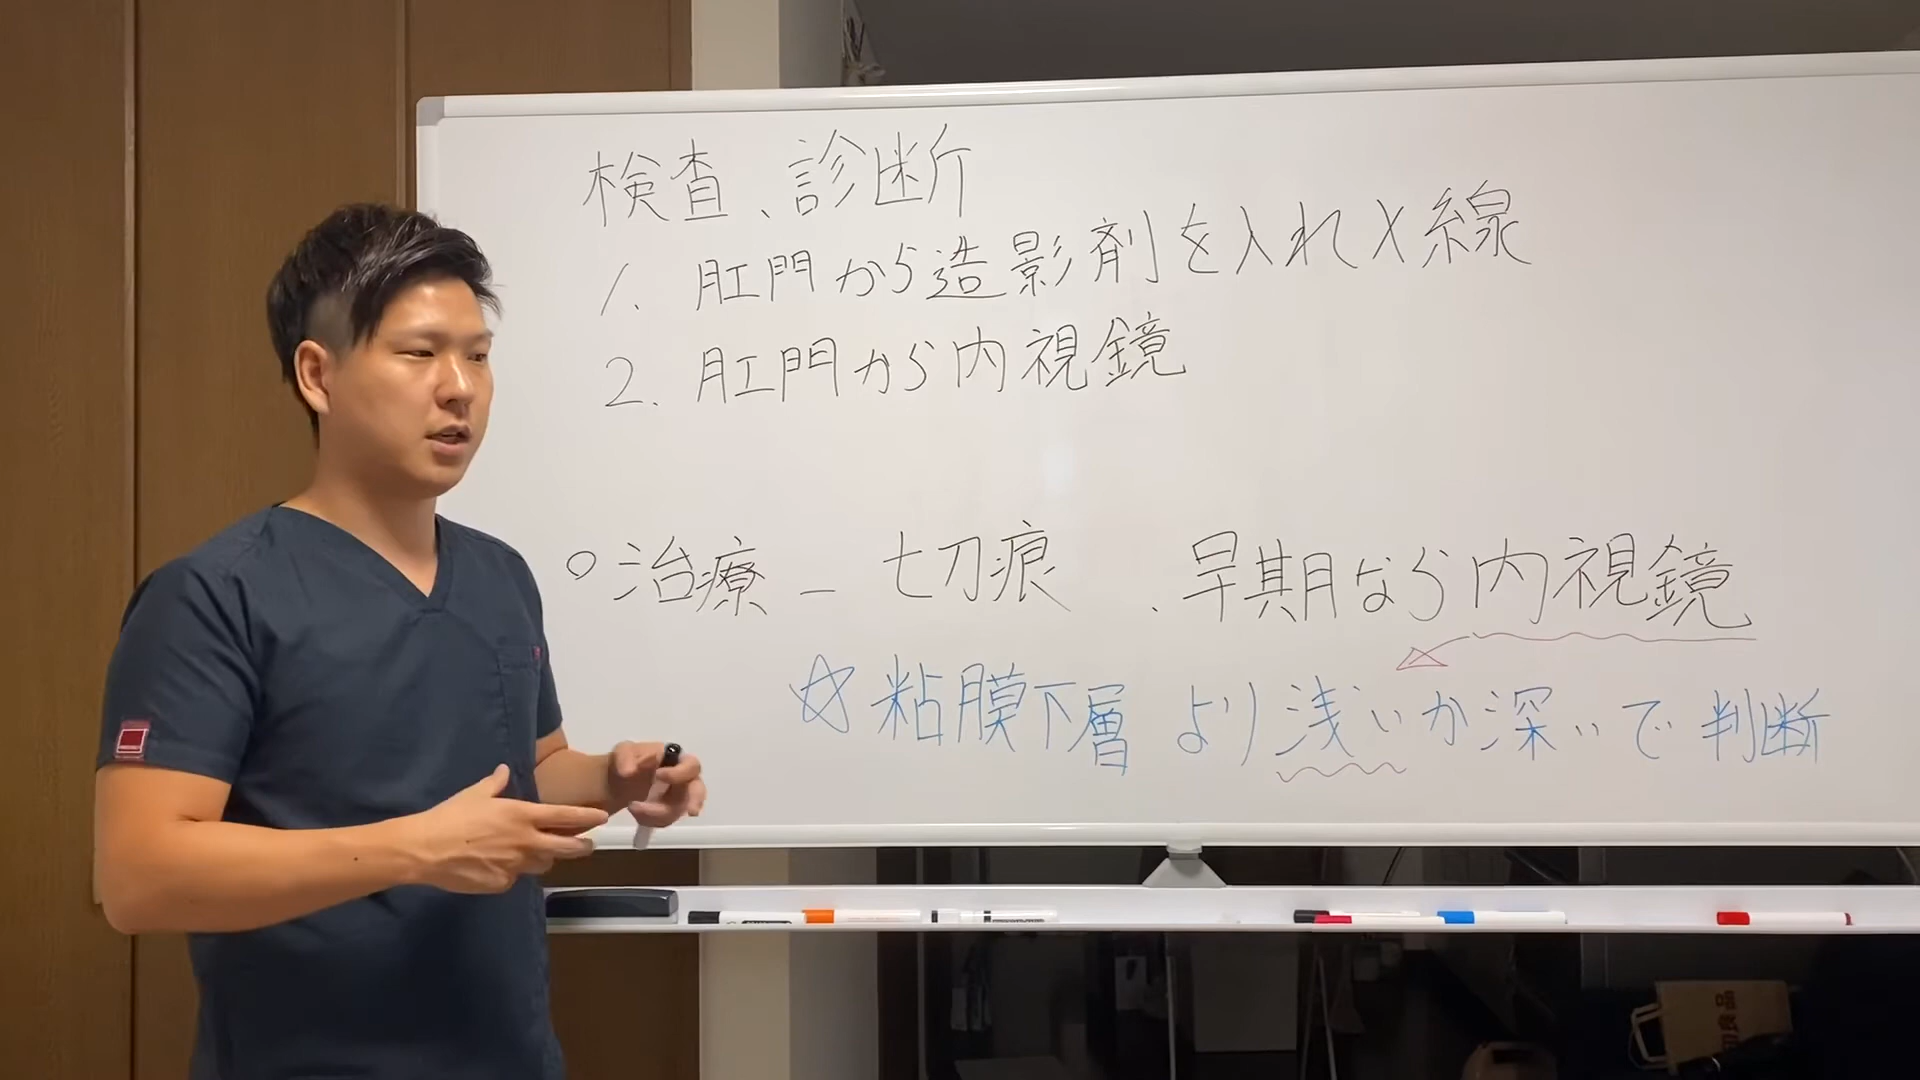 検査、診断
1. 肛門から造影剤を入れX線
2. 肛門から内視鏡
○治療 - 切痕 . 早期なら内視鏡
☆粘膜下層より浅いか深いで判断